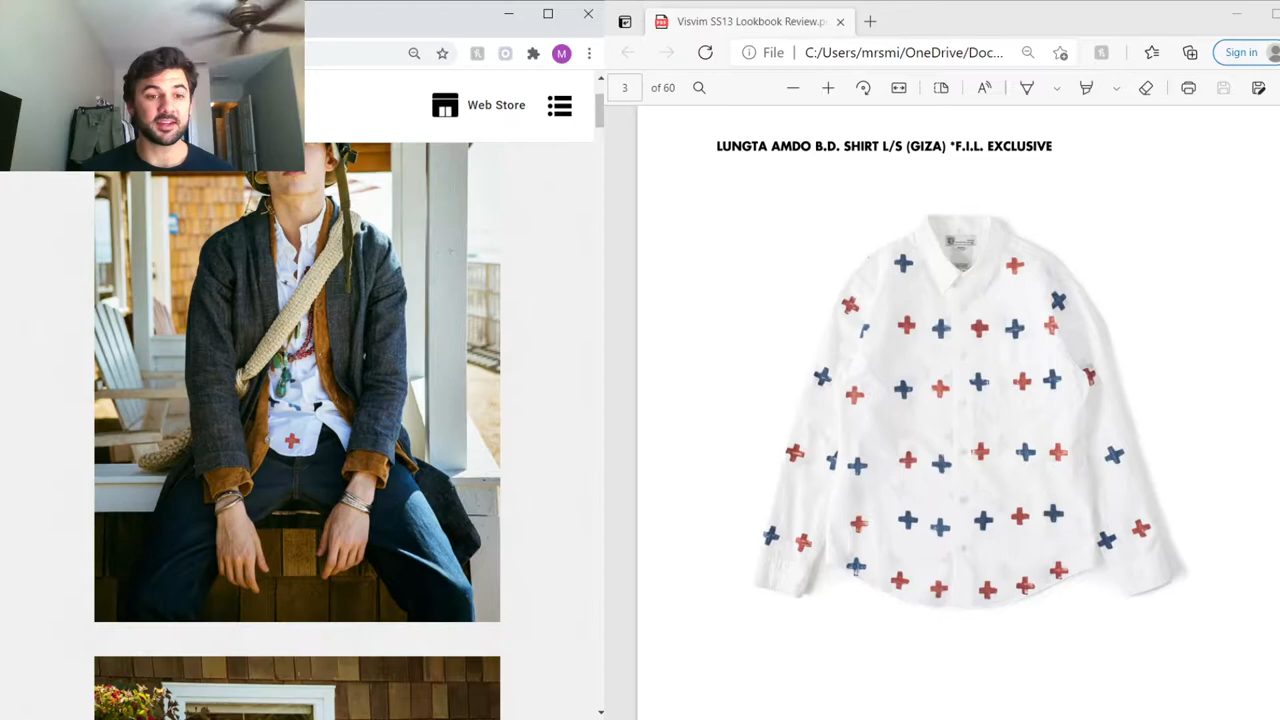 M
Web Store
Visvim SS13 Lookbook Review.p
File
C:/Users/mrsmi/OneDrive/Doc...
Sign in
3
of 60
LUNGTA AMDO B.D. SHIRT L/S (GIZA) *F.I.L. EXCLUSIVE